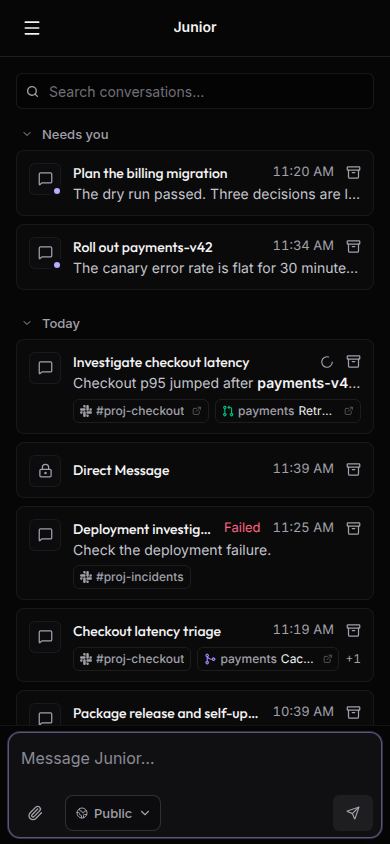 Junior
Search conversations...
Needs you
Plan the billing migration 11:20 AM
The dry run passed. Three decisions are l...
Roll out payments-v42 11:34 AM
The canary error rate is flat for 30 minute...
Today
Investigate checkout latency
Checkout p95 jumped after payments-v4...
#proj-checkout payments Retr...
Direct Message 11:39 AM
Deployment investig... Failed 11:25 AM
Check the deployment failure.
#proj-incidents
Checkout latency triage 11:19 AM
#proj-checkout payments Cac... +1
Package release and self-up... 10:39 AM
Message Junior...
Public